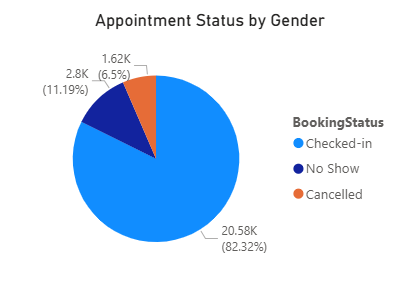 Appointment Status by Gender
1.62K
(6.5%)
2.8K
(11.19%)
BookingStatus
Checked-in
No Show
Cancelled
20.58K
(82.32%)